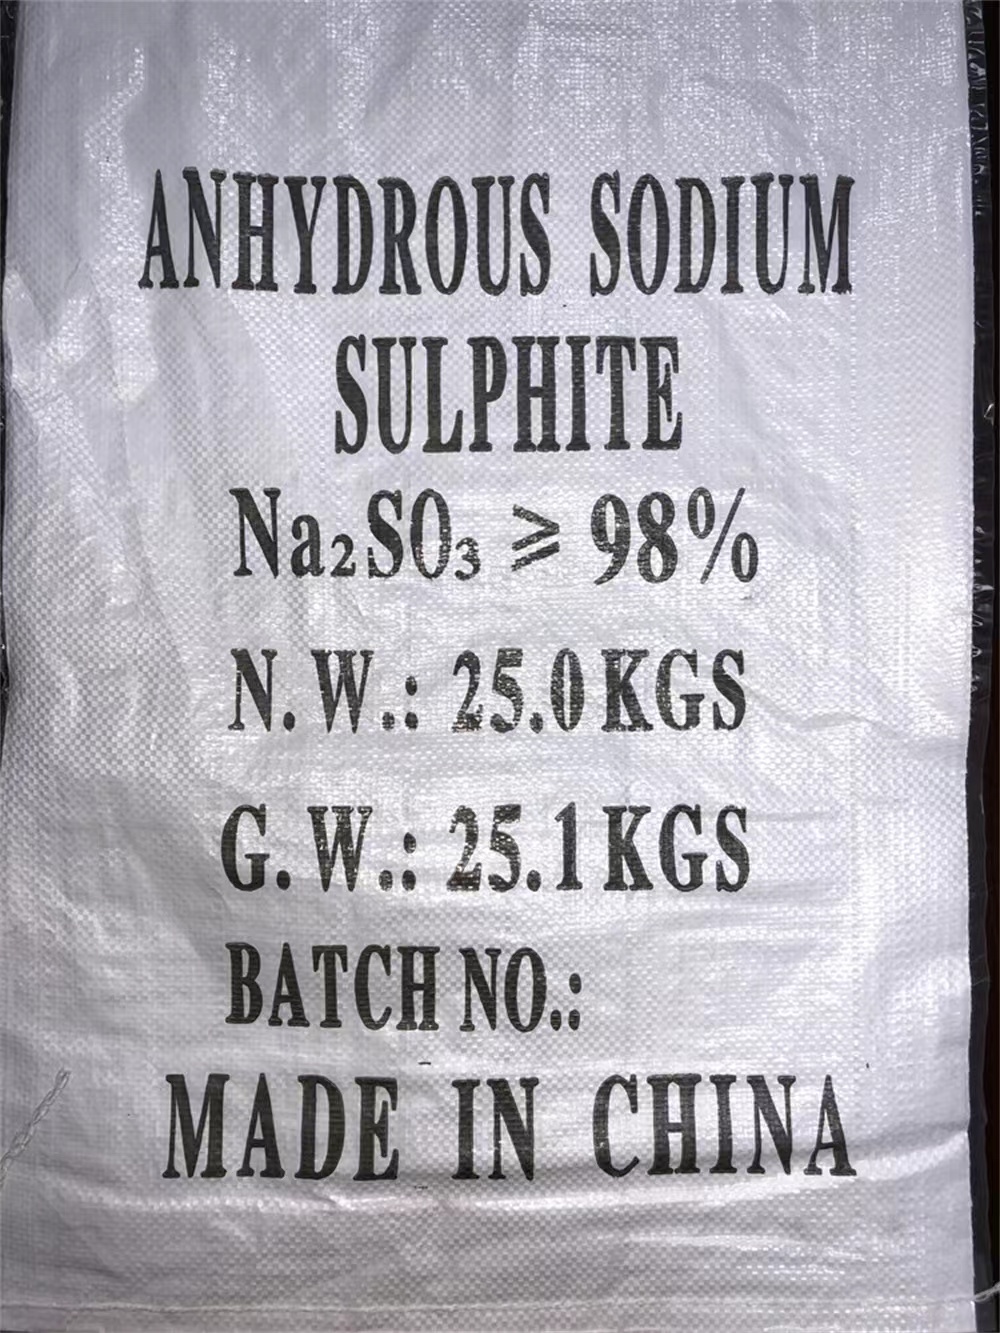 ANHYDROUS SODIUM
SULPHITE
Na₂SO₃ ≥ 98%
N.W.: 25.0KGS
G.W.: 25.1KGS
BATCH NO.:
MADE IN CHINA